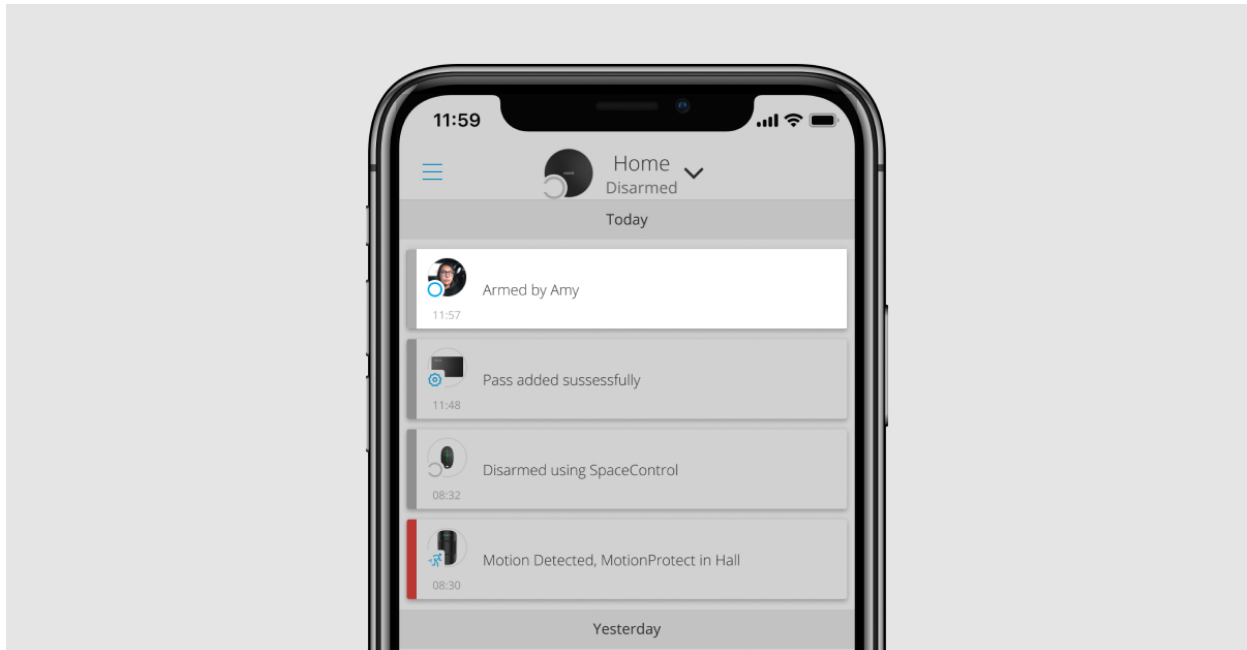 11:59
Home
Disarmed
Today
Armed by Amy
11:57
Pass added sussessfully
11:48
Disarmed using SpaceControl
08:32
Motion Detected, MotionProtect in Hall
08:30
Yesterday